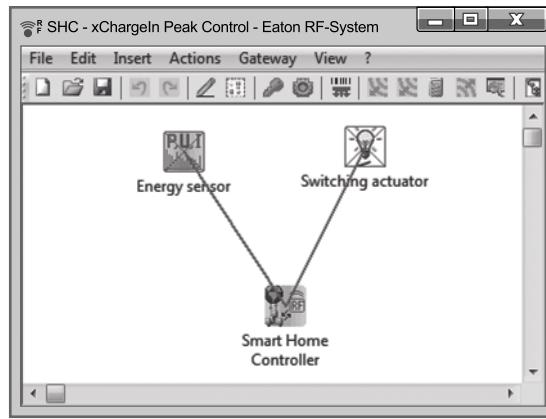 SHC - xChargeIn Peak Control - Eaton RF-System
File Edit Insert Actions Gateway View ?
P,U,I
Energy sensor
Switching actuator
RF
Smart Home
Controller